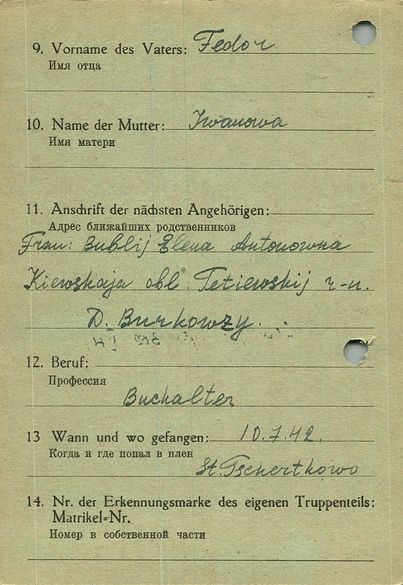 9. Vorname des Vaters: Fedor
Имя отца
10. Name der Mutter: Iwanowa
Имя матери
11. Anschrift der nächsten Angehörigen:
Адрес ближайших родственников
Frau: Bublij Elena Antonowna
Kiewskaja obl. Tetiewskij r-n.
D. Burkowzy.
12. Beruf:
Профессия
Buchalter
13 Wann und wo gefangen: 10.7.42.
Когда и где попал в плен
St. Tschertkowo
14. Nr. der Erkennungsmarke des eigenen Truppenteils:
Matrikel-Nr.
Номер в собственной части